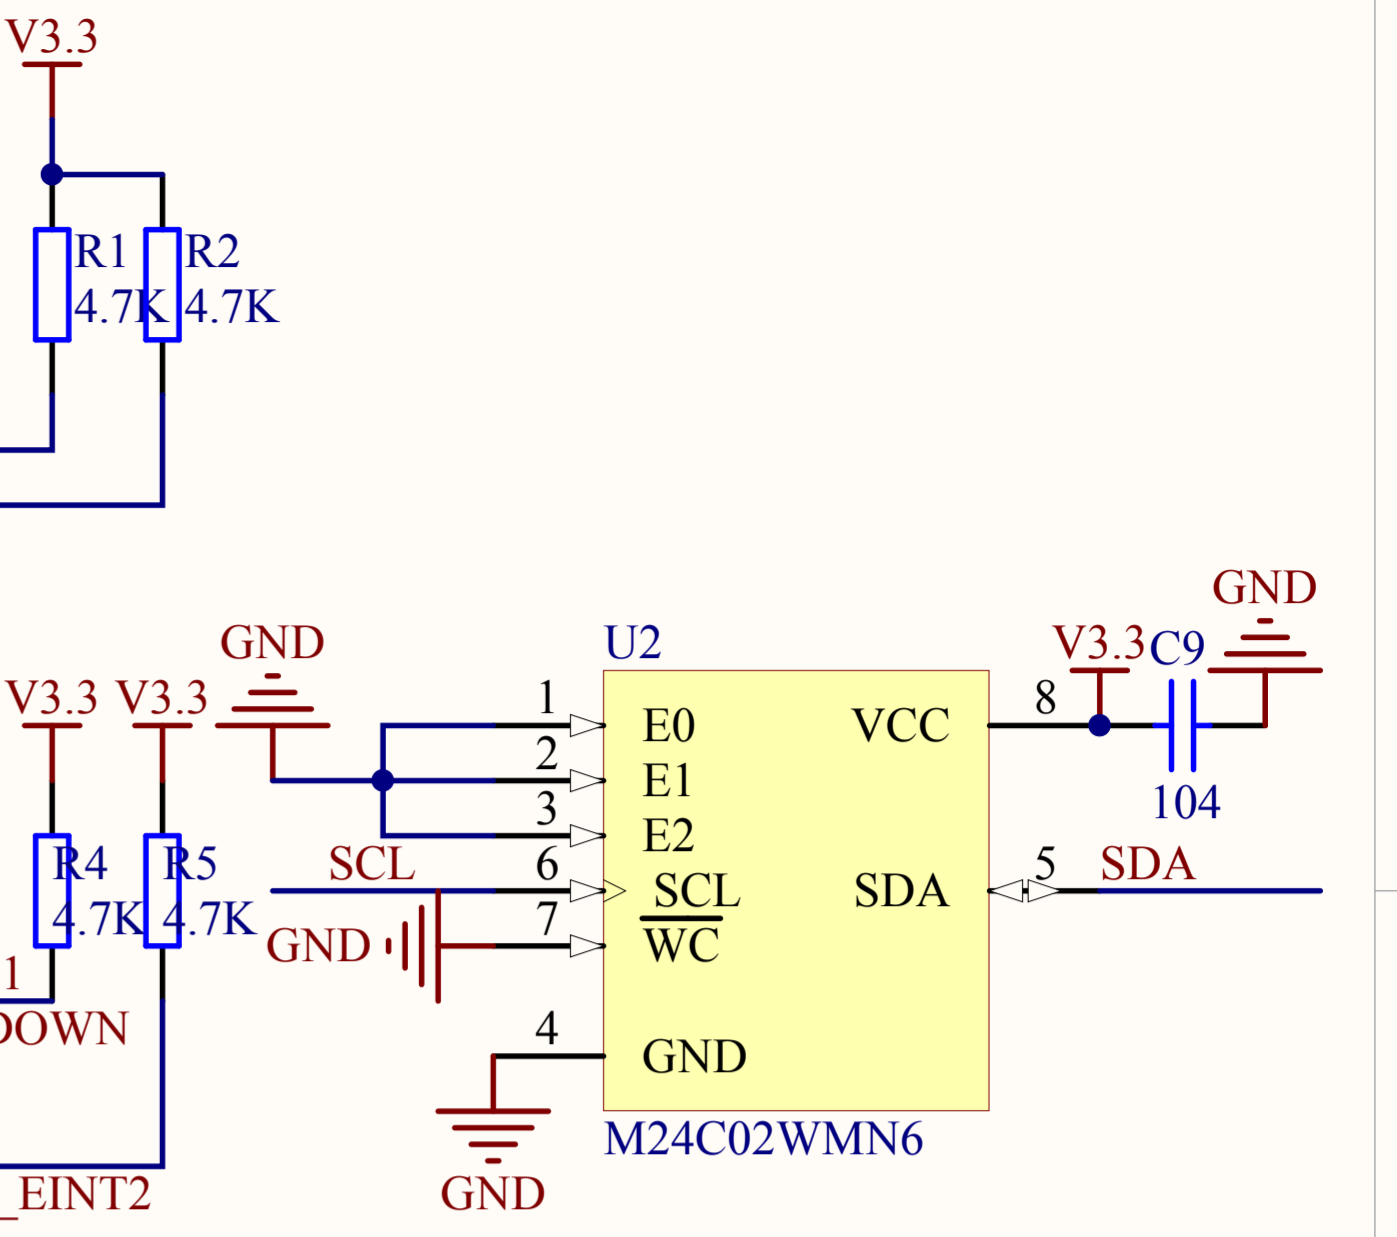 V3.3
R1
R2
4.7K
4.7K
GND
V3.3
C9
GND
U2
V3.3
V3.3
1
E0
VCC
8
2
E1
3
E2
104
R4
R5
SCL
6
SCL
SDA
5
SDA
4.7K
4.7K
GND
7
WC
1
DOWN
4
GND
GND
M24C02WMN6
_EINT2